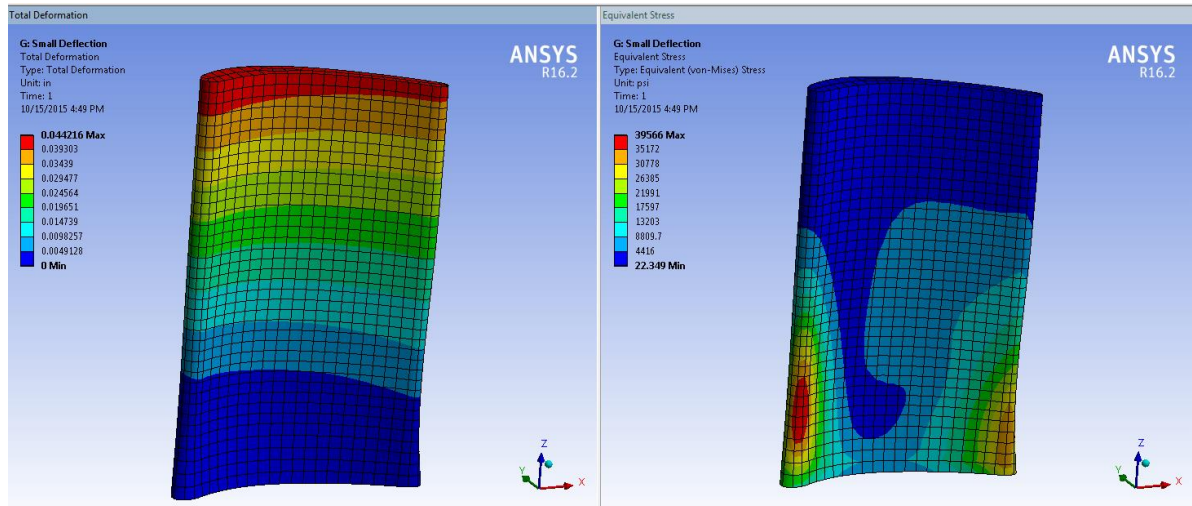 Total Deformation
G: Small Deflection
Total Deformation
Type: Total Deformation
Unit: in
Time: 1
10/15/2015 4:49 PM
0.044216 Max
0.039303
0.03439
0.029477
0.024564
0.019651
0.014739
0.0098257
0.0049128
0 Min
ANSYS
R16.2
Z
Y
X
Equivalent Stress
G: Small Deflection
Equivalent Stress
Type: Equivalent (von-Mises) Stress
Unit: psi
Time: 1
10/15/2015 4:49 PM
39566 Max
35172
30778
26385
21991
17597
13203
8809.7
4416
22.349 Min
ANSYS
R16.2
Z
Y
X